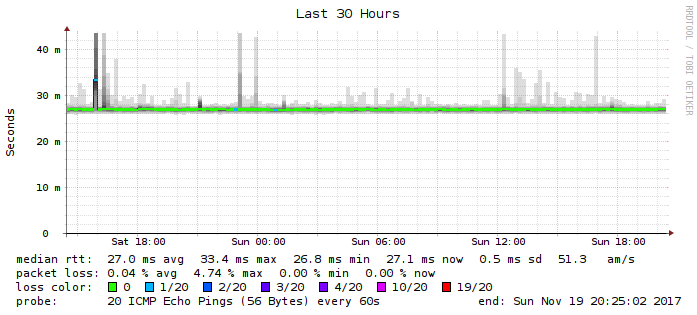 Last 30 Hours
RRDTOOL / TOBI OETIKER
Seconds
40 m
30 m
20 m
10 m
0
Sat 18:00 Sun 00:00 Sun 06:00 Sun 12:00 Sun 18:00
median rtt: 27.0 ms avg 33.4 ms max 26.8 ms min 27.1 ms now 0.5 ms sd 51.3 am/s
packet loss: 0.04 % avg 4.74 % max 0.00 % min 0.00 % now
loss color: 0 1/20 2/20 3/20 4/20 10/20 19/20
probe: 20 ICMP Echo Pings (56 Bytes) every 60s end: Sun Nov 19 20:25:02 2017